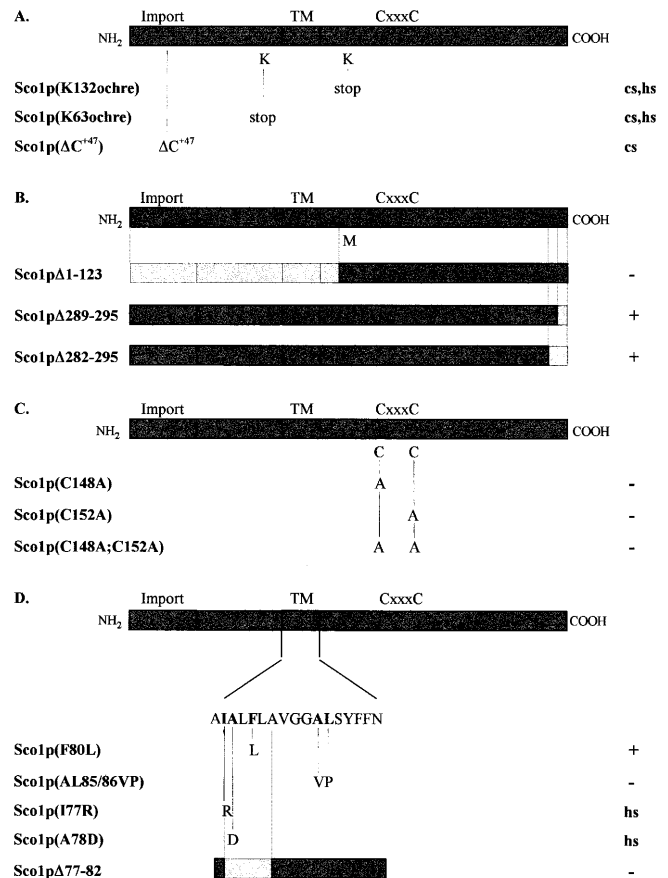 A.
Import TM CxxxC
NH2 COOH
K K
Sco1p(K132ochre) stop cs,hs
Sco1p(K63ochre) stop cs,hs
Sco1p(ΔC+47) ΔC+47 cs
B.
Import TM CxxxC
NH2 COOH
M
Sco1pΔ1-123 -
Sco1pΔ289-295 +
Sco1pΔ282-295 +
C.
Import TM CxxxC
NH2 COOH
C C
Sco1p(C148A) A -
Sco1p(C152A) A -
Sco1p(C148A;C152A) A A -
D.
Import TM CxxxC
NH2 COOH
AIALFLAVGGALSYFFN
Sco1p(F80L) L +
Sco1p(AL85/86VP) VP -
Sco1p(I77R) R hs
Sco1p(A78D) D hs
Sco1pΔ77-82 -